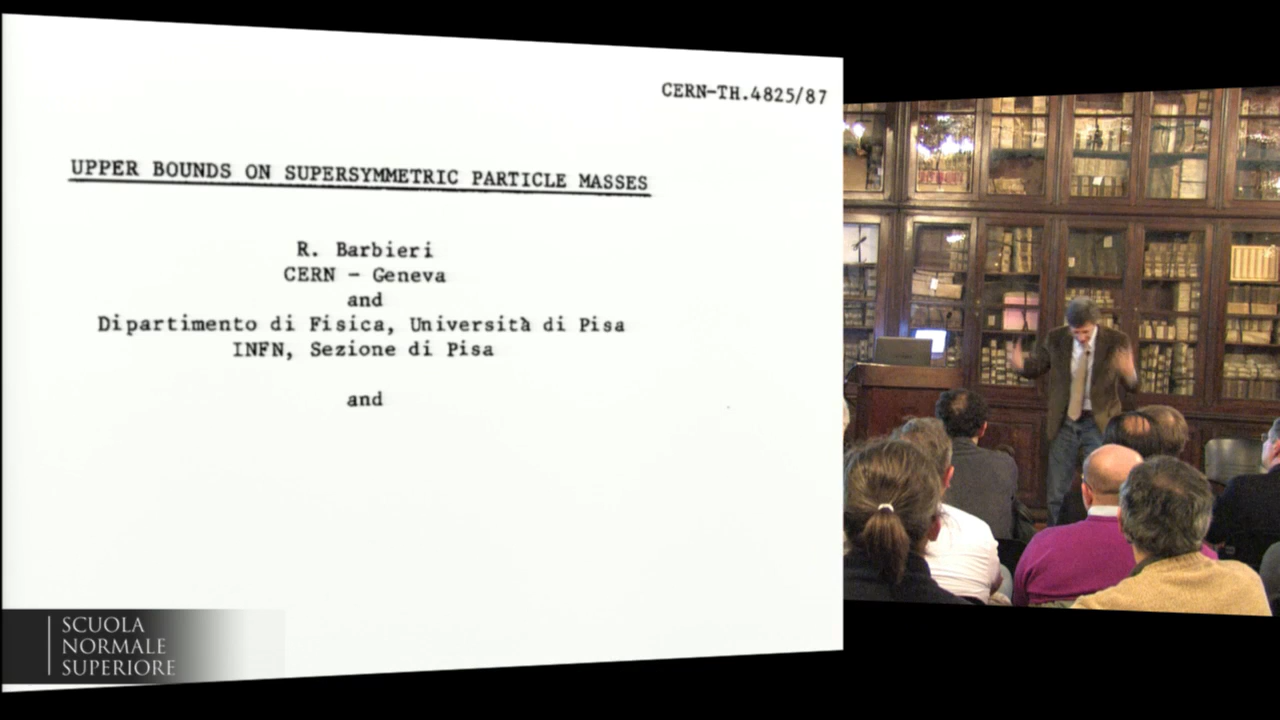 CERN-TH.4825/87
UPPER BOUNDS ON SUPERSYMMETRIC PARTICLE MASSES
R. Barbieri
CERN - Geneva
and
Dipartimento di Fisica, Università di Pisa
INFN, Sezione di Pisa
and
SCUOLA
NORMALE
SUPERIORE